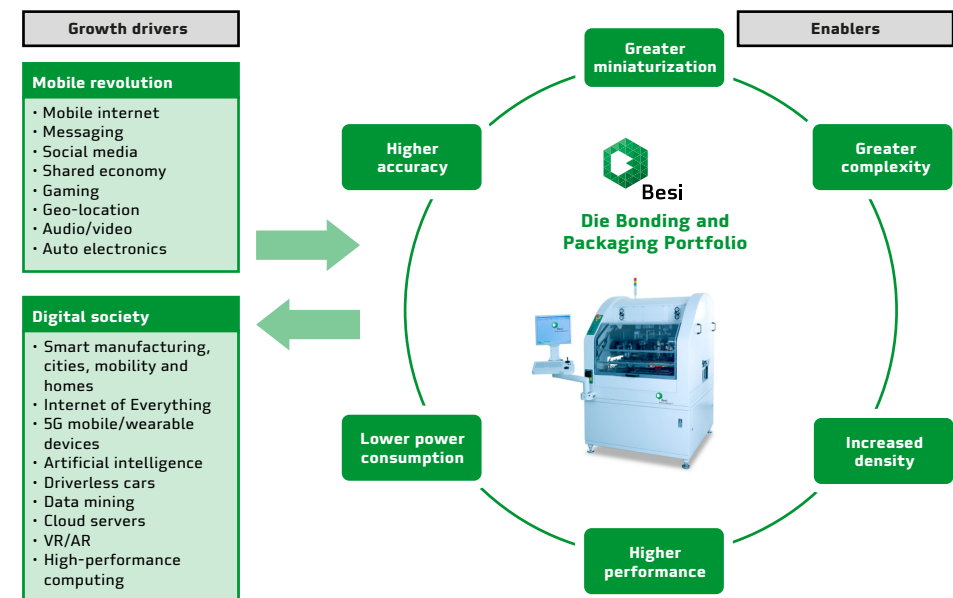 Growth drivers
Mobile revolution
· Mobile internet
· Messaging
· Social media
· Shared economy
· Gaming
· Geo-location
· Audio/video
· Auto electronics
Digital society
· Smart manufacturing,
cities, mobility and
homes
· Internet of Everything
· 5G mobile/wearable
devices
· Artificial intelligence
· Driverless cars
· Data mining
· Cloud servers
· VR/AR
· High-performance
computing
Enablers
Greater
miniaturization
Higher
accuracy
Greater
complexity
Besi
Die Bonding and
Packaging Portfolio
Lower power
consumption
Increased
density
Higher
performance